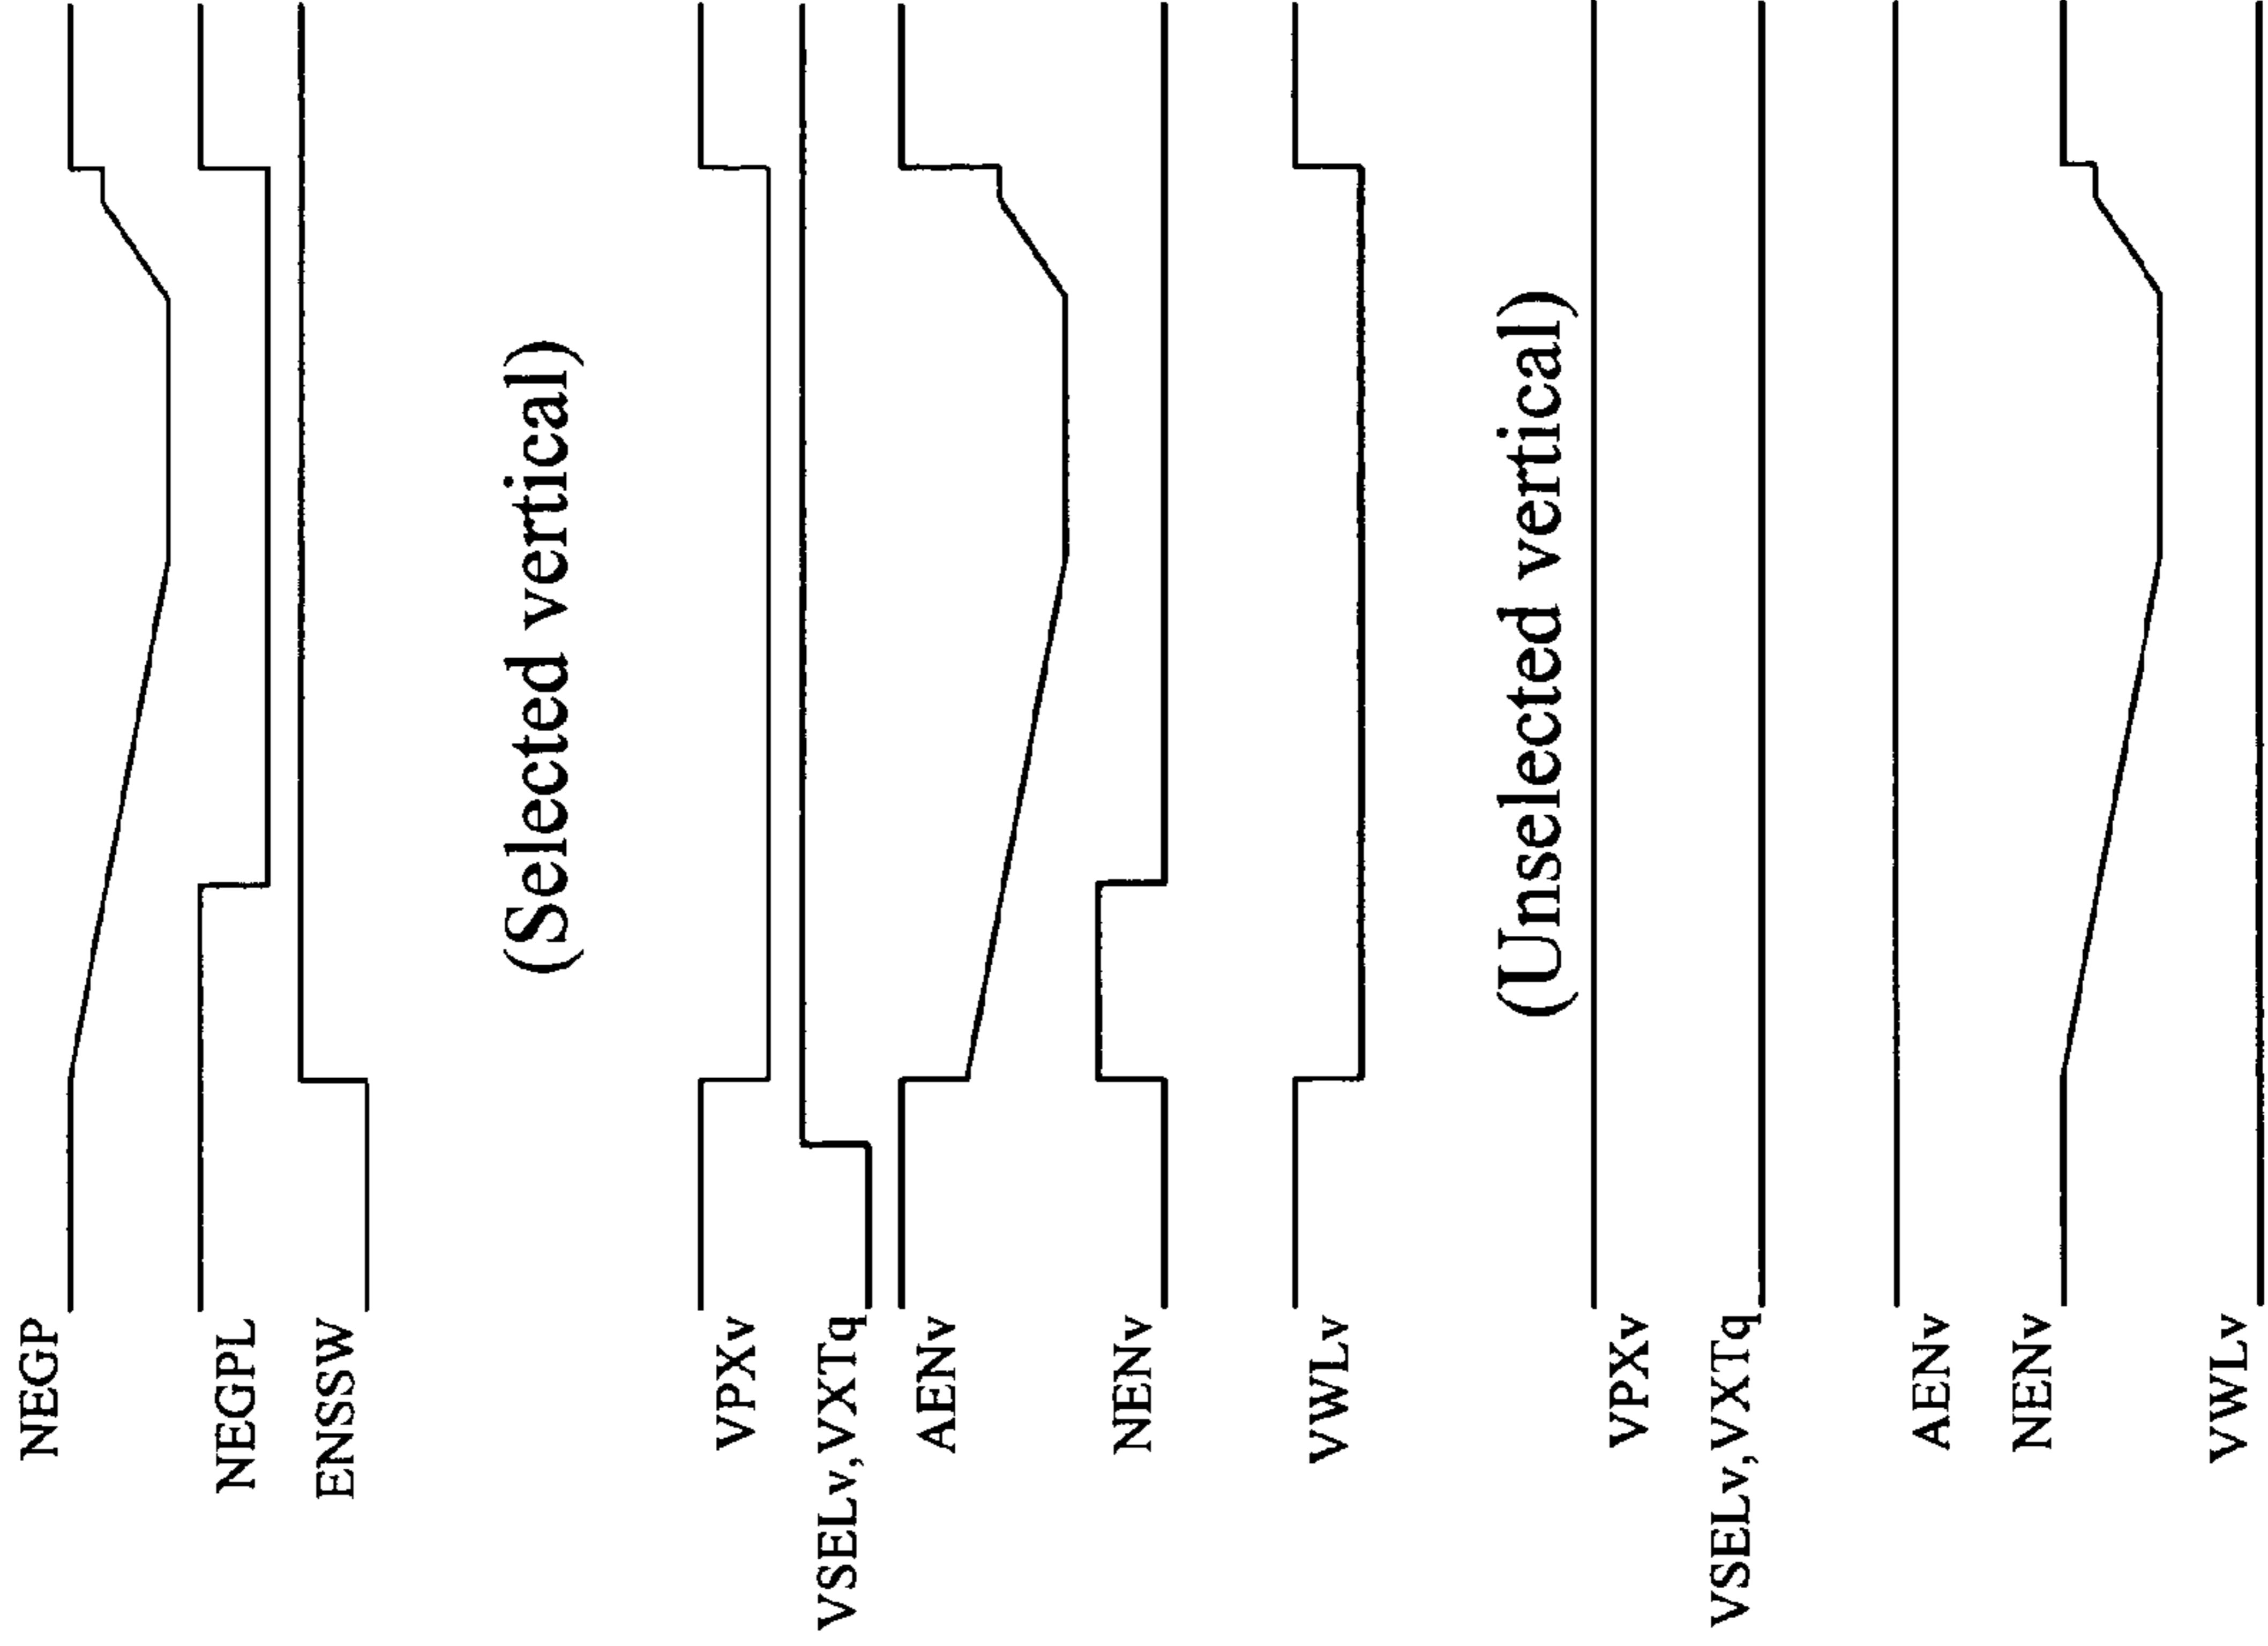 NEGP
NEGPL
ENSSW
(Selected vertical)
VPXv
VSELv,VXTq
AENv
NENv
VWLv
(Unselected vertical)
VPXv
VSELv,VXTq
AENv
NENv
VWLv